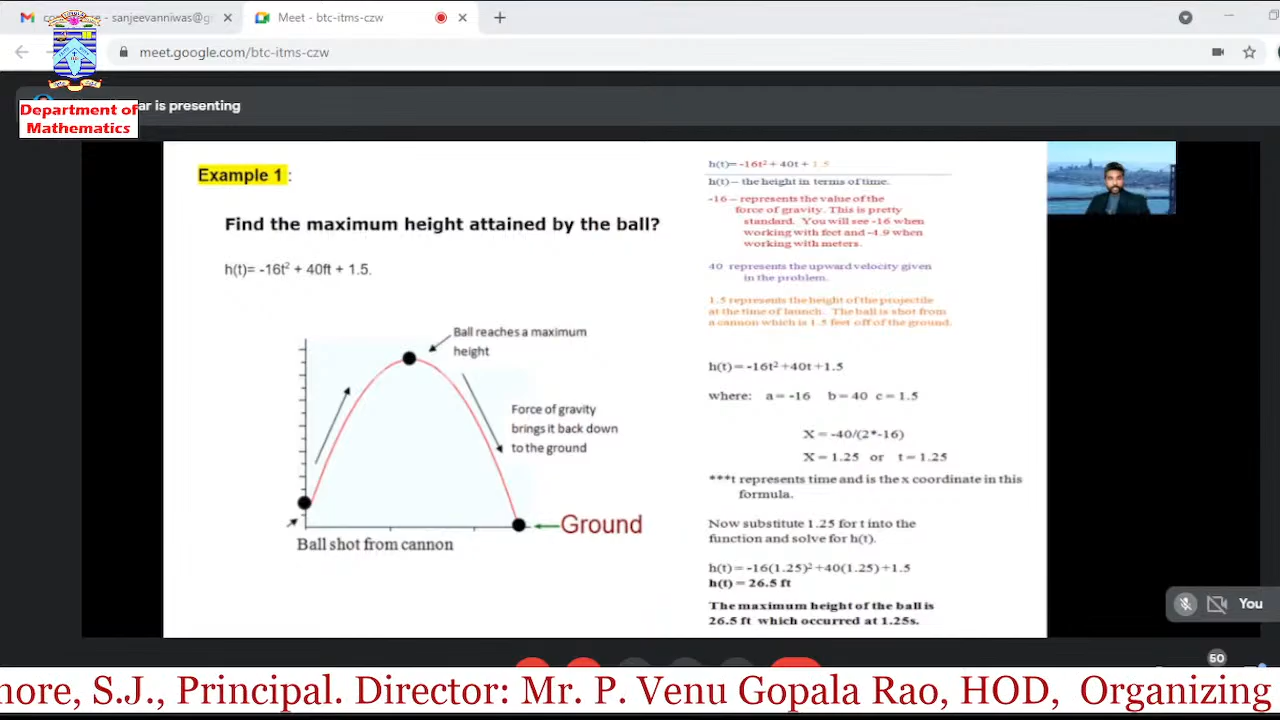 sanjeevanniwas@g
Meet - btc-itms-czw
meet.google.com/btc-itms-czw
Department of
Mathematics
ar is presenting
Example 1 :
Find the maximum height attained by the ball?
h(t)= -16t² + 40ft + 1.5.
Ball reaches a maximum
height
Force of gravity
brings it back down
to the ground
Ground
Ball shot from cannon
h(t)= -16t² + 40t + 1.5
h(t) – the height in terms of time.
-16 – represents the value of the
force of gravity. This is pretty
standard. You will see -16 when
working with feet and -4.9 when
working with meters.
40 represents the upward velocity given
in the problem.
1.5 represents the height of the projectile
at the time of launch. The ball is shot from
a cannon which is 1.5 feet off of the ground.
h(t) = -16t² +40t +1.5
where: a = -16 b = 40 c = 1.5
X = -40/(2*-16)
X = 1.25 or t = 1.25
***t represents time and is the x coordinate in this
formula.
Now substitute 1.25 for t into the
function and solve for h(t).
h(t) = -16(1.25)² +40(1.25) +1.5
h(t) = 26.5 ft
The maximum height of the ball is
26.5 ft which occurred at 1.25s.
You
50
nore, S.J., Principal. Director: Mr. P. Venu Gopala Rao, HOD, Organizing